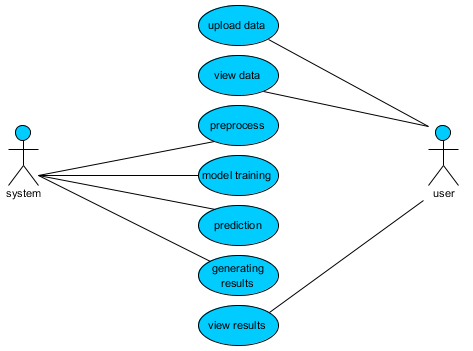 upload data
view data
preprocess
model training
system
user
prediction
generating
results
view results